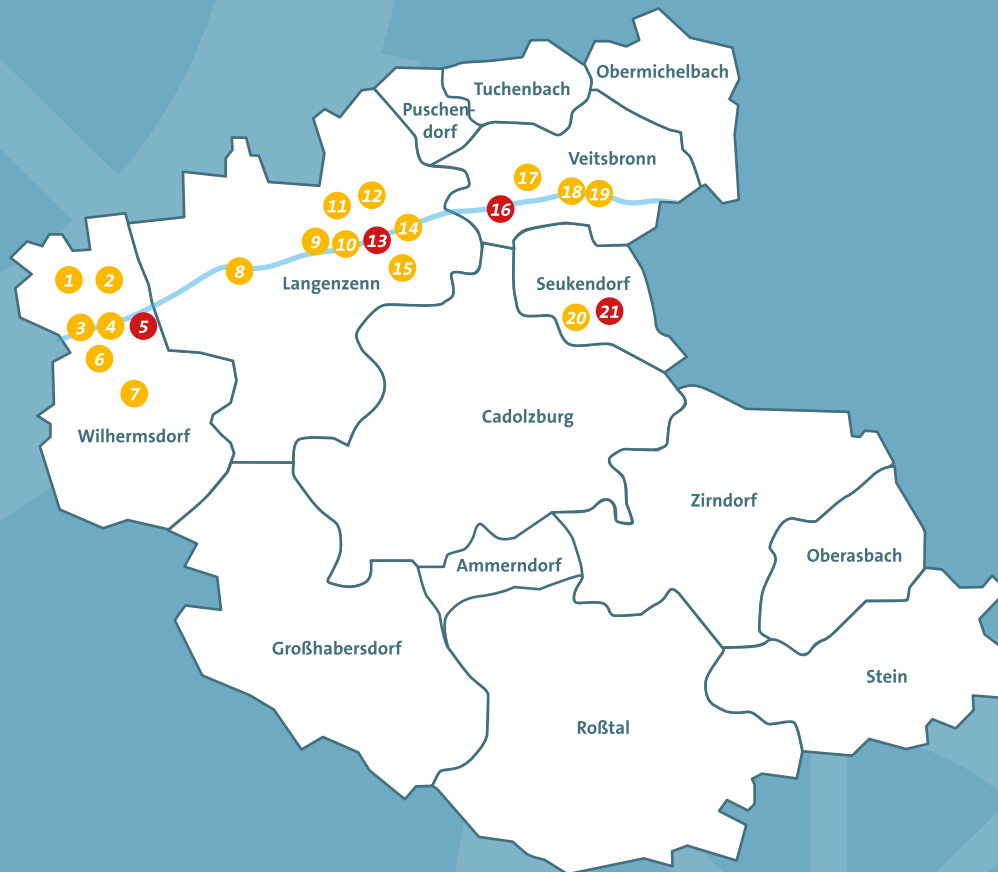 Obermichelbach
Tuchenbach
Puschen-
dorf
Veitsbronn
17
18
19
16
12
11
14
13
10
9
15
8
Langenzenn
1
2
3
4
5
6
7
Wilhermsdorf
Seukendorf
20
21
Cadolzburg
Zirndorf
Oberasbach
Ammerndorf
Großhabersdorf
Stein
Roßtal